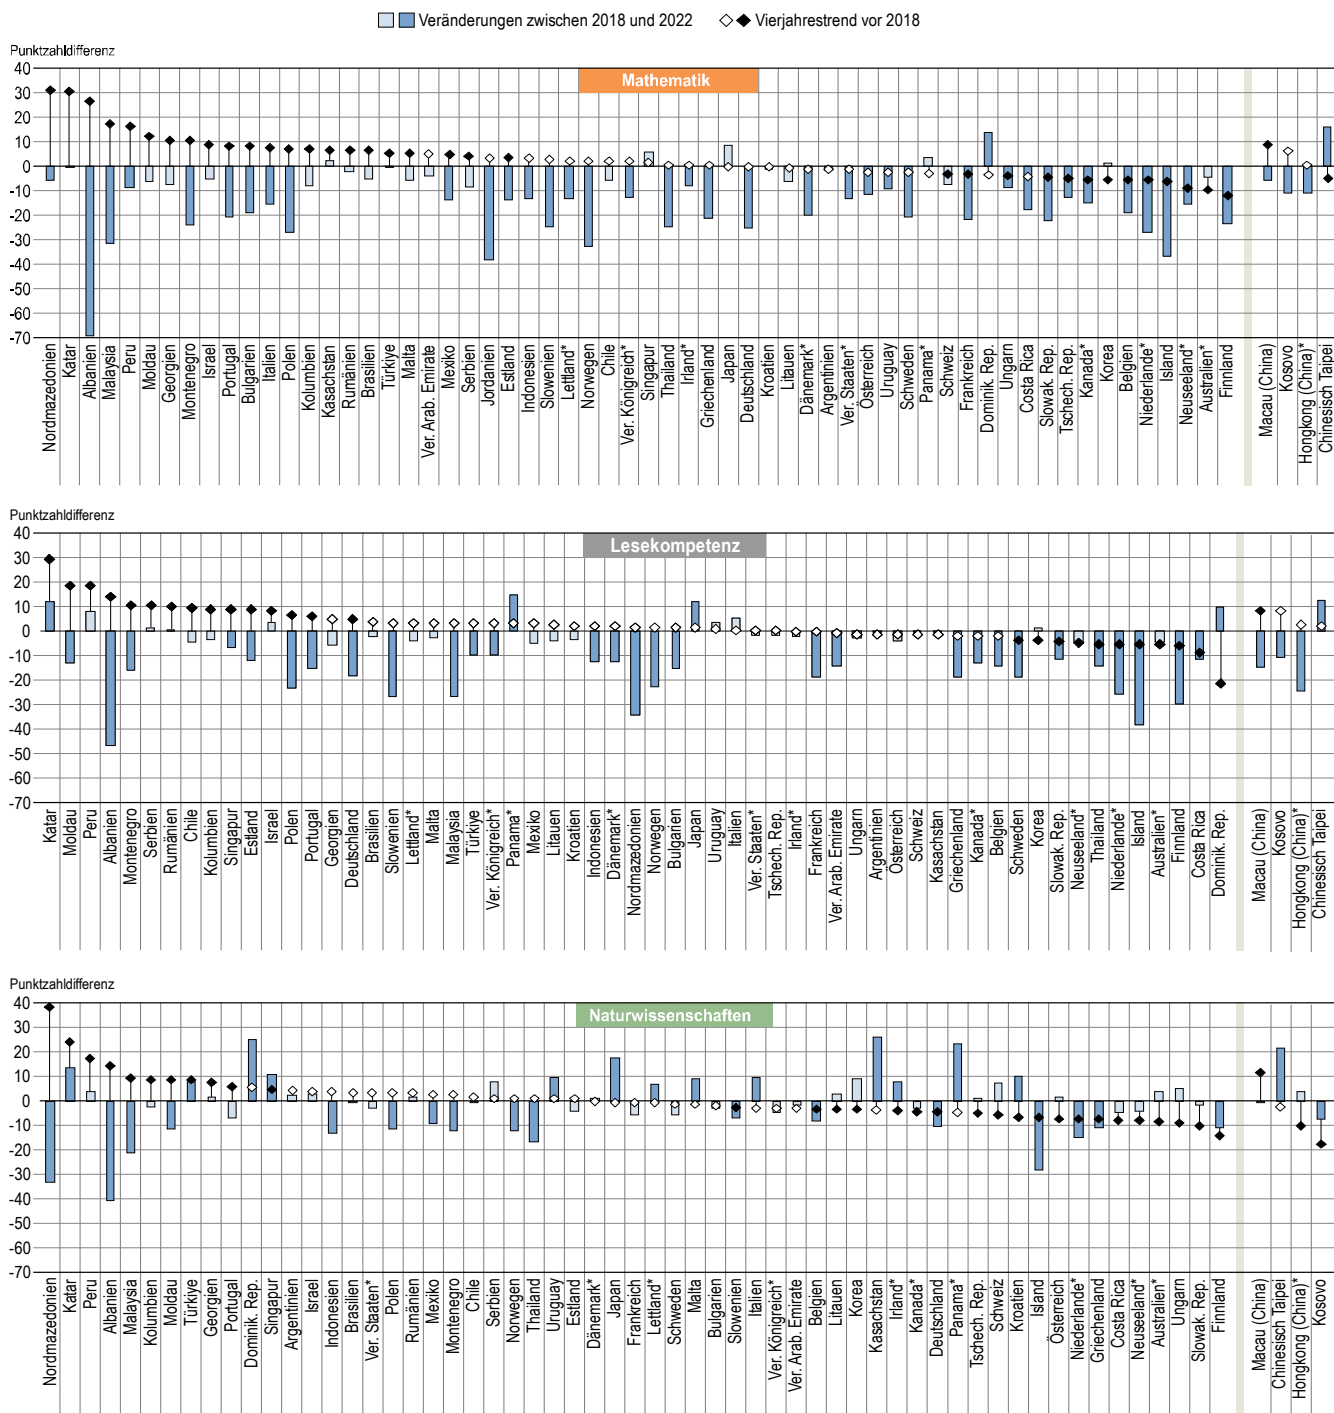 Veränderungen zwischen 2018 und 2022 Vierjahrestrend vor 2018
Punktzahldifferenz
Mathematik
40
30
20
10
0
-10
-20
-30
-40
-50
-60
-70
Nordmazedonien
Katar
Albanien
Malaysia
Peru
Moldau
Georgien
Montenegro
Israel
Portugal
Bulgarien
Italien
Polen
Kolumbien
Kasachstan
Rumänien
Brasilien
Türkiye
Malta
Ver. Arab. Emirate
Mexiko
Serbien
Jordanien
Estland
Indonesien
Slowenien
Lettland*
Norwegen
Chile
Ver. Königreich*
Singapur
Thailand
Irland*
Griechenland
Japan
Deutschland
Kroatien
Litauen
Dänemark*
Argentinien
Ver. Staaten*
Österreich
Uruguay
Schweden
Panama*
Schweiz
Frankreich
Dominik. Rep.
Ungarn
Costa Rica
Slowak. Rep.
Tschech. Rep.
Kanada*
Korea
Belgien
Niederlande*
Island
Neuseeland*
Australien*
Finnland
Macau (China)
Kosovo
Hongkong (China)*
Chinesisch Taipei
Punktzahldifferenz
Lesekompetenz
40
30
20
10
0
-10
-20
-30
-40
-50
-60
-70
Katar
Moldau
Peru
Albanien
Montenegro
Serbien
Rumänien
Chile
Kolumbien
Singapur
Estland
Israel
Polen
Portugal
Georgien
Deutschland
Brasilien
Slowenien
Lettland*
Malta
Malaysia
Türkiye
Ver. Königreich*
Panama*
Mexiko
Litauen
Kroatien
Indonesien
Dänemark*
Nordmazedonien
Norwegen
Bulgarien
Japan
Uruguay
Italien
Ver. Staaten*
Tschech. Rep.
Irland*
Frankreich
Ver. Arab. Emirate
Ungarn
Argentinien
Österreich
Schweiz
Kasachstan
Griechenland
Kanada*
Belgien
Schweden
Korea
Slowak. Rep.
Neuseeland*
Thailand
Niederlande*
Island
Australien*
Finnland
Costa Rica
Dominik. Rep.
Macau (China)
Kosovo
Hongkong (China)*
Chinesisch Taipei
Punktzahldifferenz
Naturwissenschaften
40
30
20
10
0
-10
-20
-30
-40
-50
-60
-70
Nordmazedonien
Katar
Peru
Albanien
Malaysia
Kolumbien
Moldau
Türkiye
Georgien
Portugal
Dominik. Rep.
Singapur
Argentinien
Israel
Indonesien
Brasilien
Ver. Staaten*
Polen
Rumänien
Mexiko
Montenegro
Chile
Serbien
Norwegen
Thailand
Uruguay
Estland
Dänemark*
Japan
Frankreich
Lettland*
Schweden
Malta
Bulgarien
Slowenien
Italien
Ver. Königreich*
Ver. Arab. Emirate
Belgien
Litauen
Korea
Kasachstan
Irland*
Kanada*
Deutschland
Panama*
Tschech. Rep.
Schweiz
Kroatien
Island
Österreich
Niederlande*
Griechenland
Costa Rica
Neuseeland*
Australien*
Ungarn
Slowak. Rep.
Finnland
Macau (China)
Chinesisch Taipei
Hongkong (China)*
Kosovo